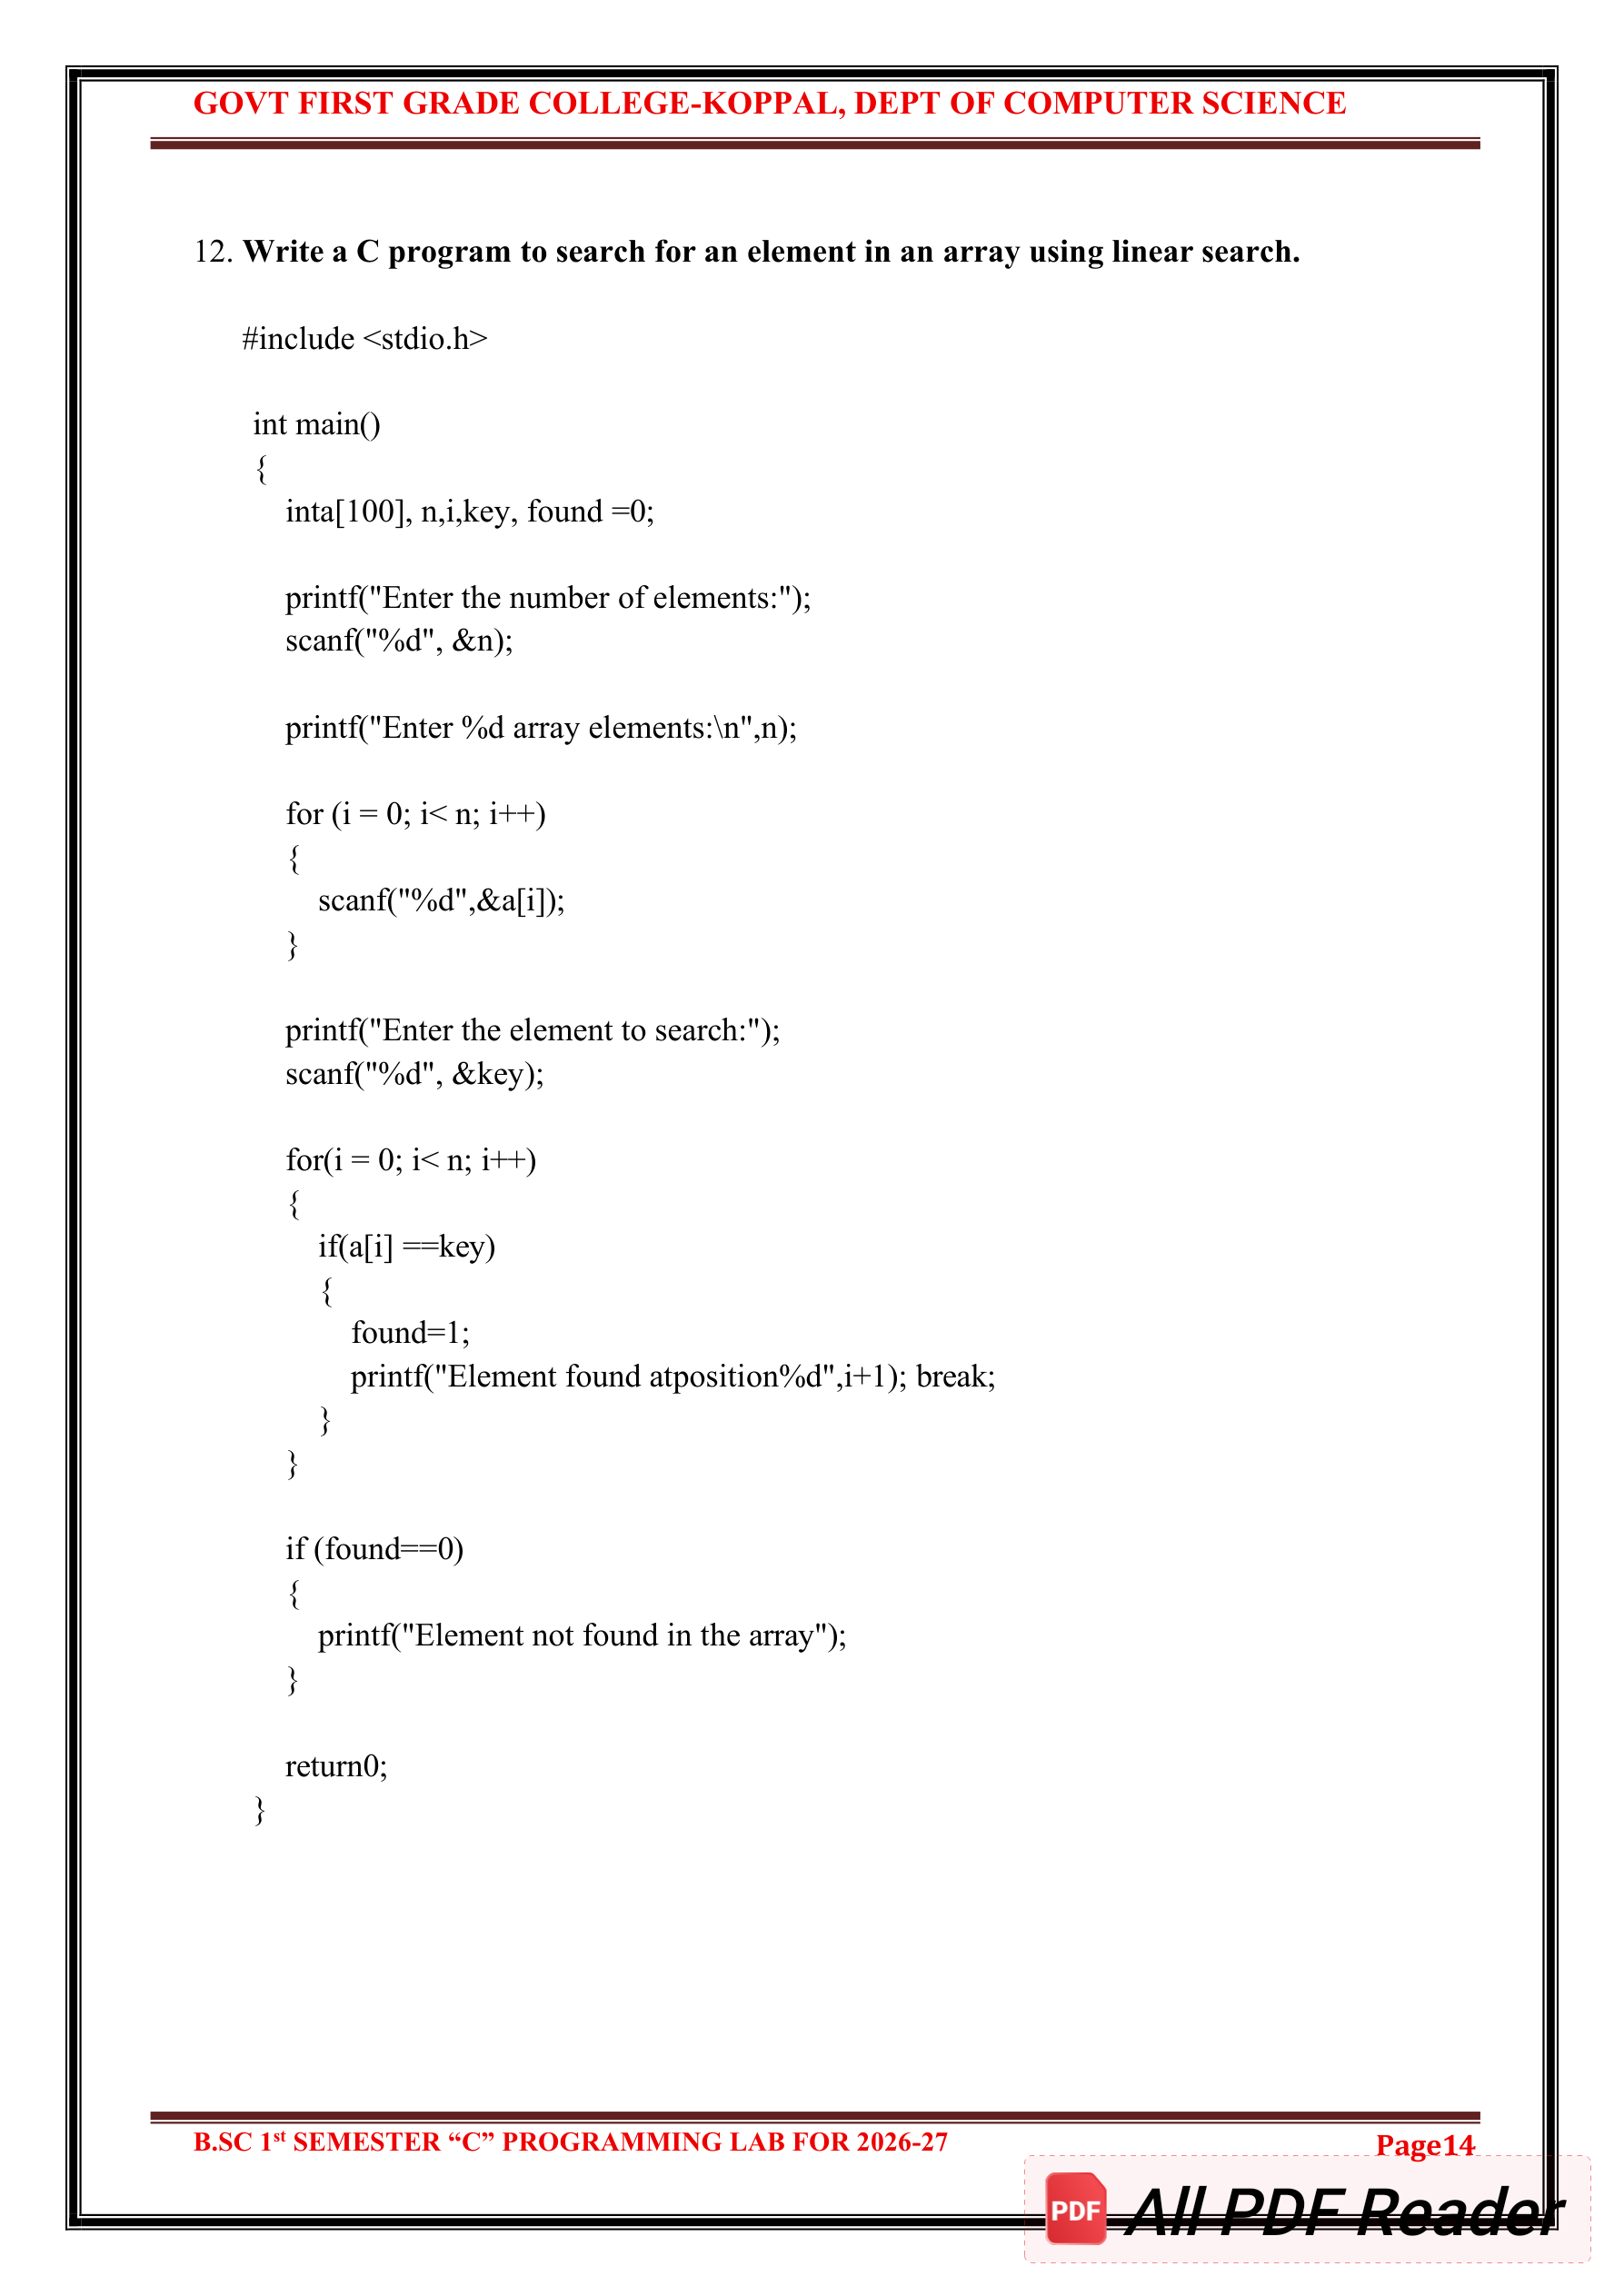 GOVT FIRST GRADE COLLEGE-KOPPAL, DEPT OF COMPUTER SCIENCE
12. Write a C program to search for an element in an array using linear search.
#include <stdio.h>
int main()
{
inta[100], n,i,key, found =0;
printf("Enter the number of elements:");
scanf("%d", &n);
printf("Enter %d array elements:\n",n);
for (i = 0; i< n; i++)
{
scanf("%d",&a[i]);
}
printf("Enter the element to search:");
scanf("%d", &key);
for(i = 0; i< n; i++)
{
if(a[i] ==key)
{
found=1;
printf("Element found atposition%d",i+1); break;
}
}
if (found==0)
{
printf("Element not found in the array");
}
return0;
}
B.SC 1st SEMESTER “C” PROGRAMMING LAB FOR 2026-27 Page14
PDF All PDF Reader